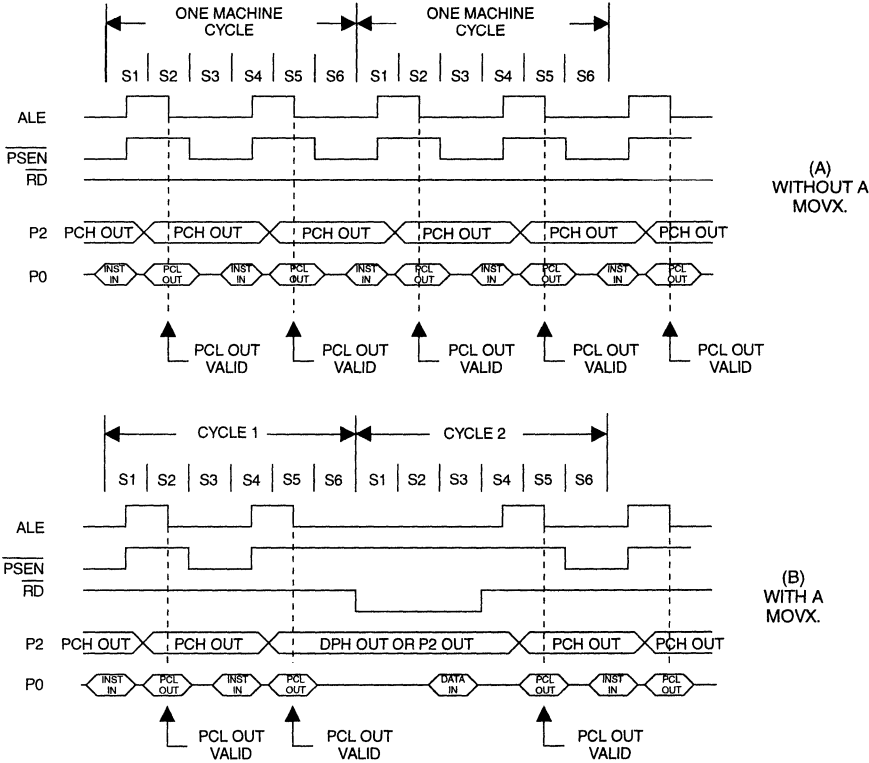 ONE MACHINE CYCLE ONE MACHINE CYCLE
S1 S2 S3 S4 S5 S6 S1 S2 S3 S4 S5 S6
ALE
PSEN
RD
(A)
WITHOUT A
MOVX.
P2 PCH OUT PCH OUT PCH OUT PCH OUT PCH OUT PCH OUT
P0 INST IN PCL OUT INST IN PCL OUT INST IN PCL OUT INST IN PCL OUT INST IN PCL OUT
PCL OUT VALID PCL OUT VALID PCL OUT VALID PCL OUT VALID PCL OUT VALID
CYCLE 1 CYCLE 2
S1 S2 S3 S4 S5 S6 S1 S2 S3 S4 S5 S6
ALE
PSEN
RD
(B)
WITH A
MOVX.
P2 PCH OUT PCH OUT DPH OUT OR P2 OUT PCH OUT PCH OUT
P0 INST IN PCL OUT INST IN PCL OUT DATA IN PCL OUT INST IN PCL OUT
PCL OUT VALID PCL OUT VALID PCL OUT VALID